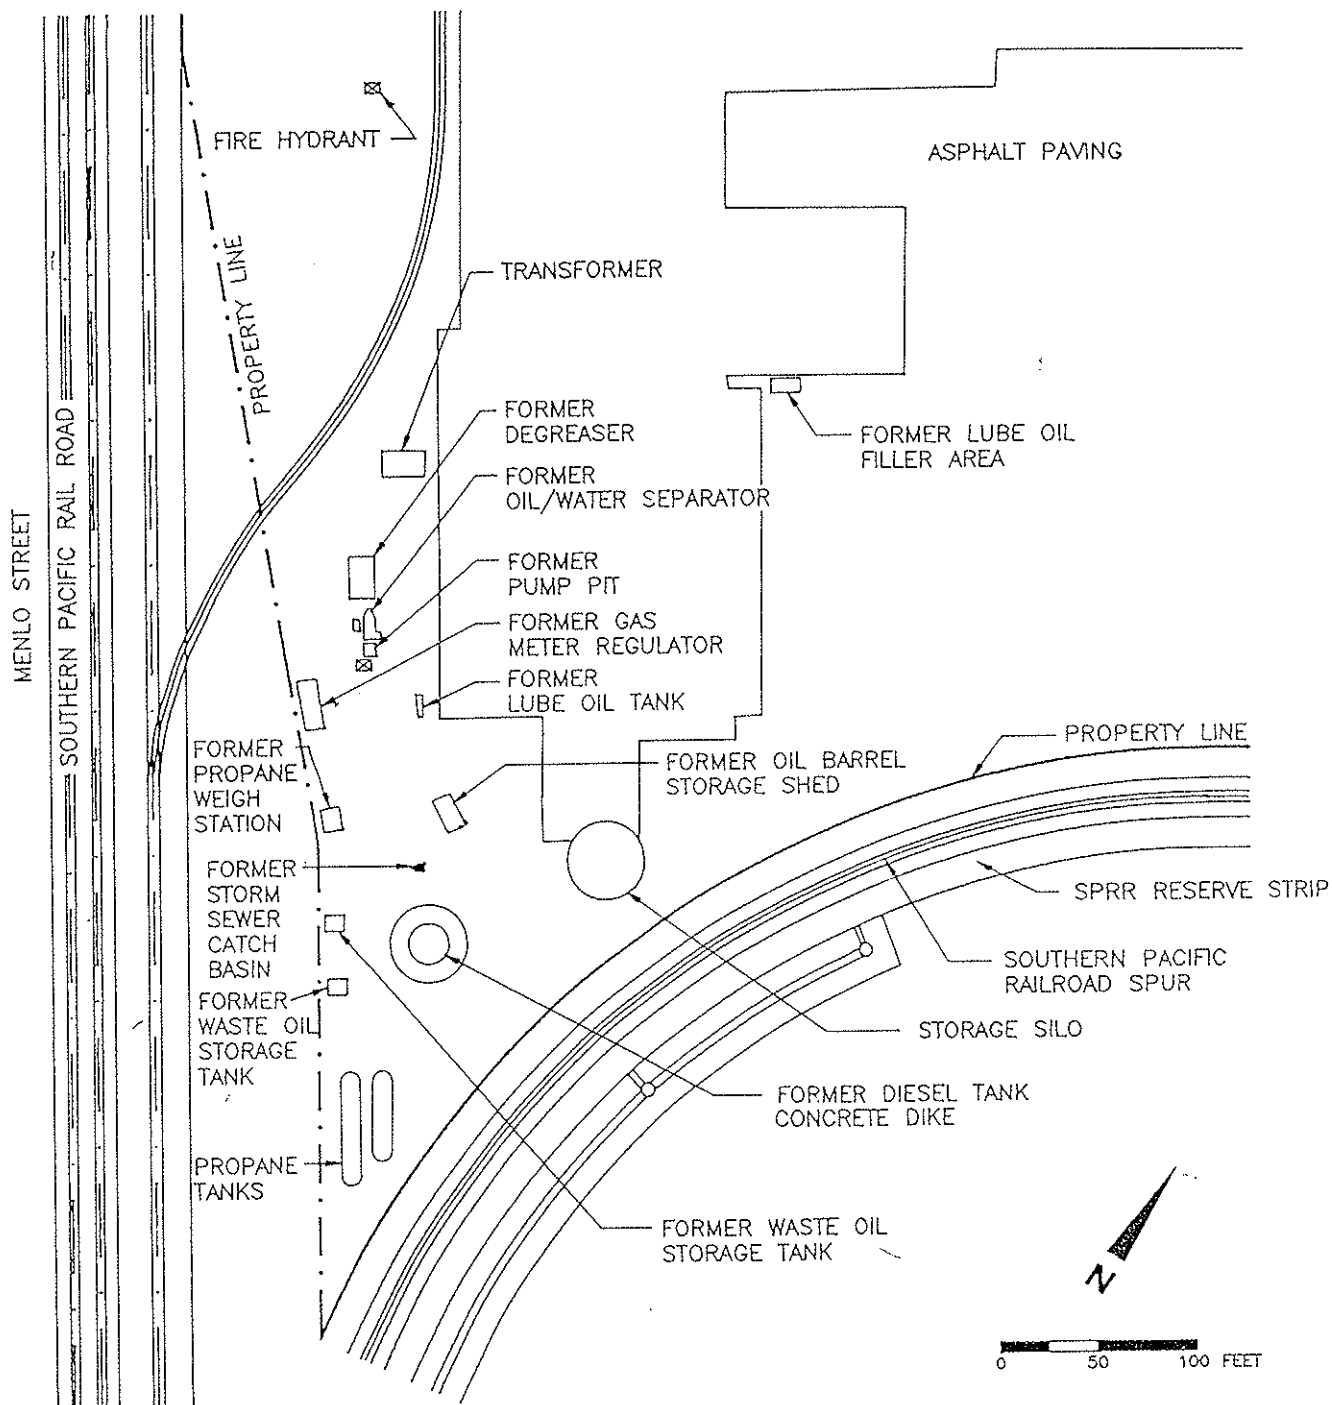 FIRE HYDRANT
ASPHALT PAVING
PROPERTY LINE
TRANSFORMER
FORMER
DEGREASER
FORMER LUBE OIL
FILLER AREA
FORMER
OIL/WATER SEPARATOR
MENLO STREET
SOUTHERN PACIFIC RAIL ROAD
FORMER
PUMP PIT
FORMER GAS
METER REGULATOR
FORMER
LUBE OIL TANK
PROPERTY LINE
FORMER
PROPANE
WEIGH
STATION
FORMER OIL BARREL
STORAGE SHED
FORMER
STORM
SEWER
CATCH
BASIN
SPRR RESERVE STRIP
SOUTHERN PACIFIC
RAILROAD SPUR
FORMER
WASTE OIL
STORAGE
TANK
STORAGE SILO
FORMER DIESEL TANK
CONCRETE DIKE
PROPANE
TANKS
FORMER WASTE OIL
STORAGE TANK
N
0 50 100 FEET